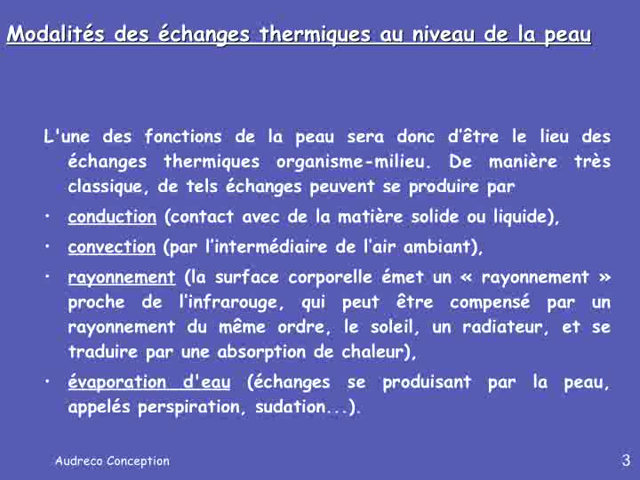 Modalités des échanges thermiques au niveau de la peau
L'une des fonctions de la peau sera donc d'être le lieu des
échanges thermiques organisme-milieu. De manière très
classique, de tels échanges peuvent se produire par
• conduction (contact avec de la matière solide ou liquide),
• convection (par l'intermédiaire de l'air ambiant),
• rayonnement (la surface corporelle émet un « rayonnement »
proche de l'infrarouge, qui peut être compensé par un
rayonnement du même ordre, le soleil, un radiateur, et se
traduire par une absorption de chaleur),
• évaporation d'eau (échanges se produisant par la peau,
appelés perspiration, sudation...).
Audreco Conception
3